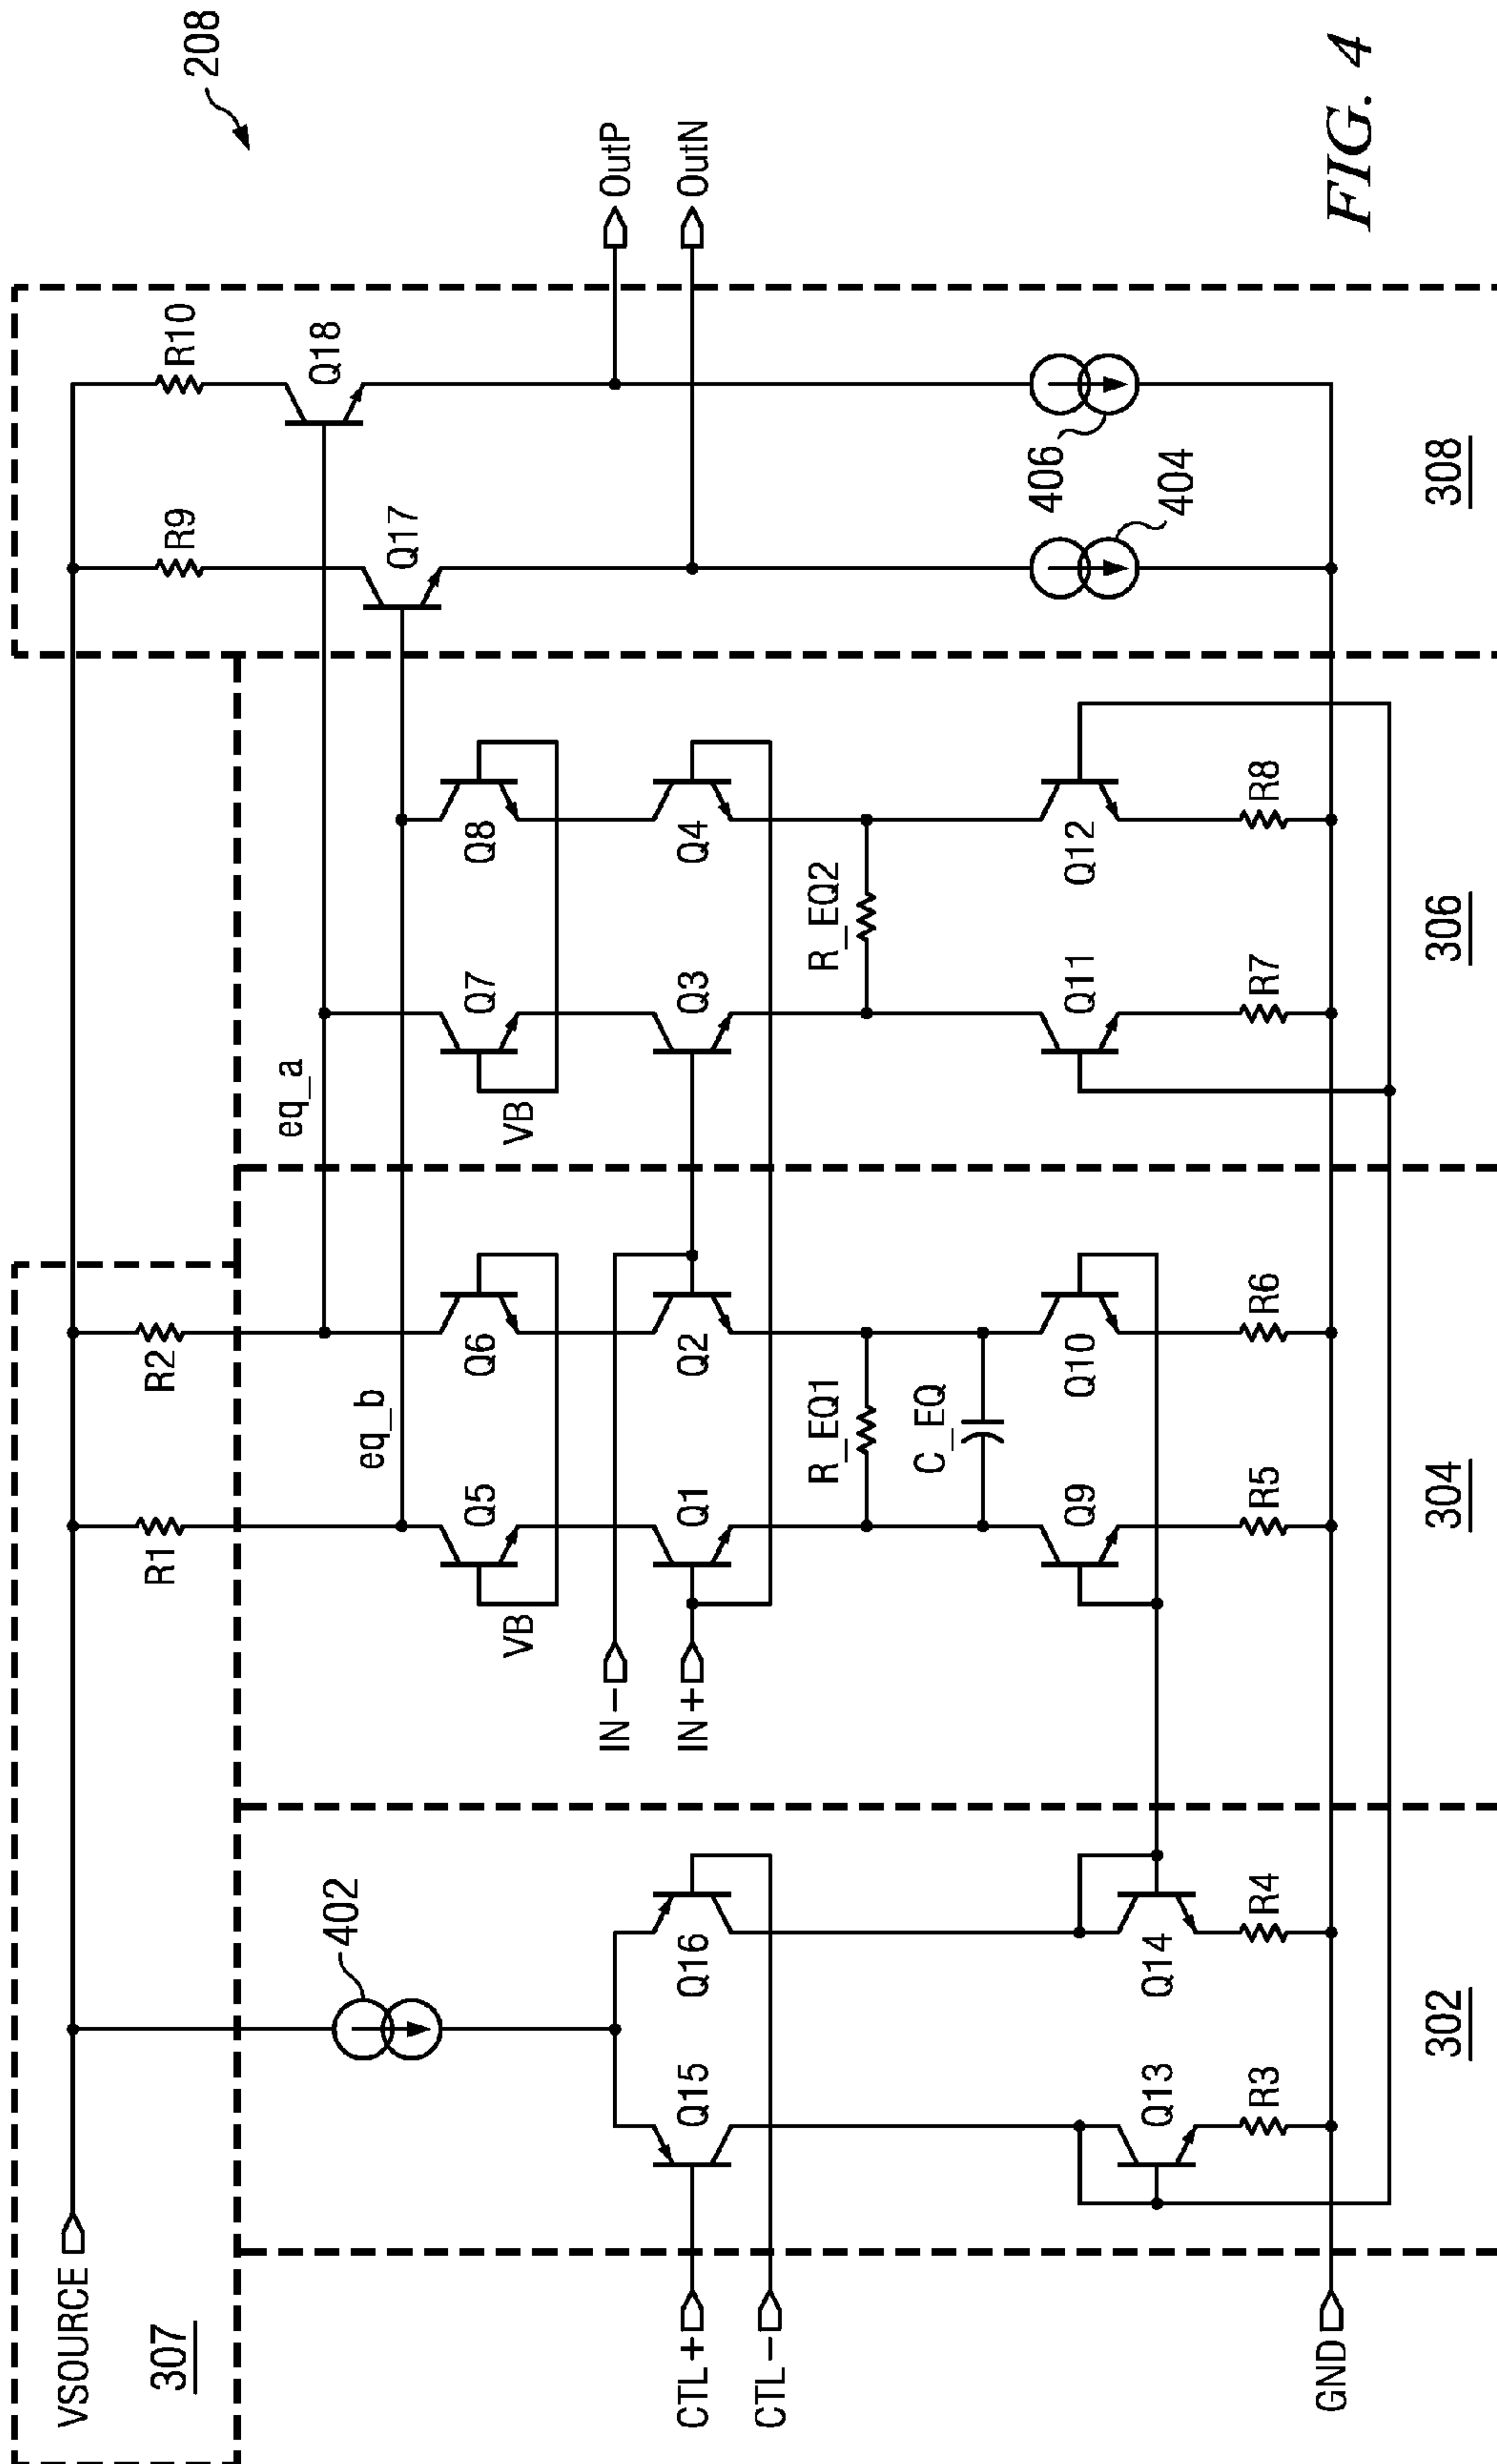 208
VSOURCE
307
R1
R2
R9
R10
402
eq_b
eq_a
Q18
Q17
VB
Q5
Q6
VB
Q7
Q8
IN-
IN+
OutP
OutN
CTL+
CTL-
Q15
Q16
Q1
Q2
Q3
Q4
R_EQ1
R_EQ2
C_EQ
406
404
Q13
Q14
Q9
Q10
Q11
Q12
R3
R4
R5
R6
R7
R8
GND
302
304
306
308
FIG. 4